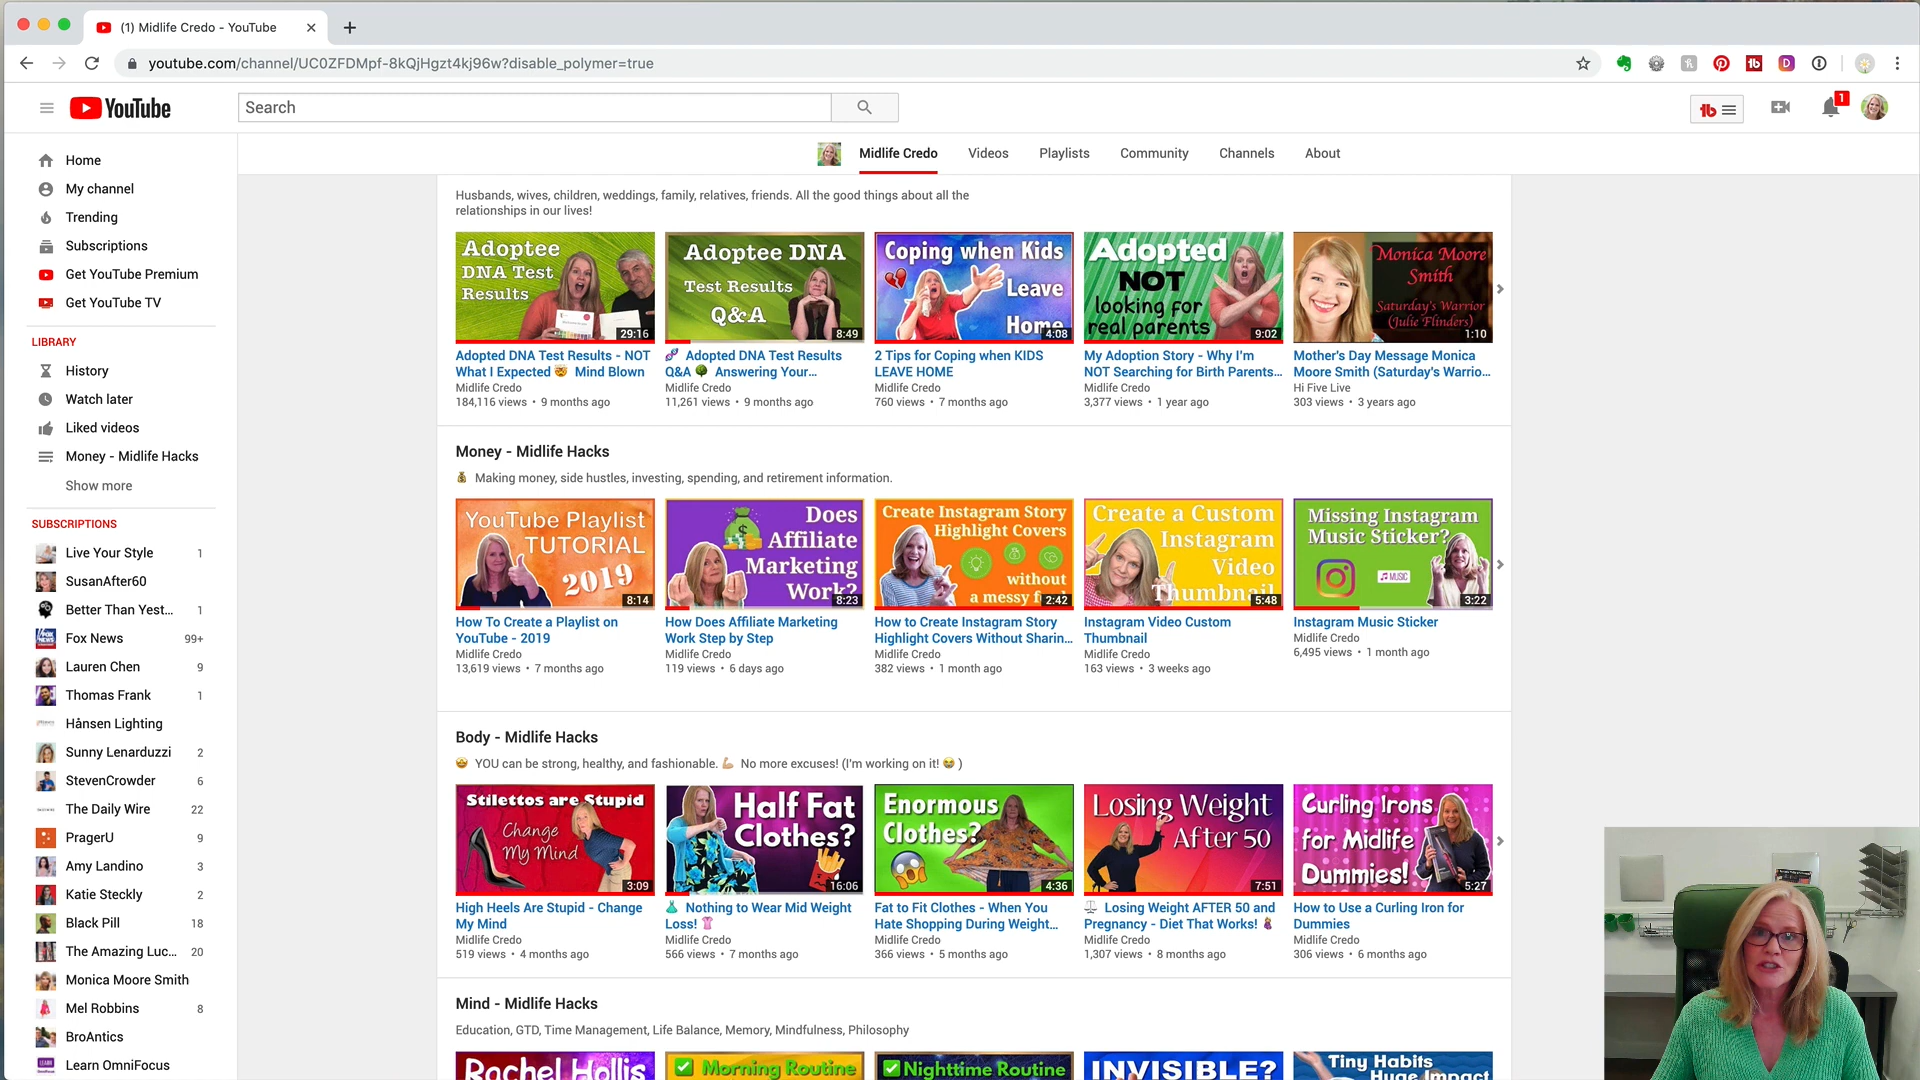 (1) Midlife Credo - YouTube
youtube.com/channel/UC0ZFDMpf-8kQjHgzt4kj96w?disable_polymer=true
YouTube
Search
1
Midlife Credo
Videos
Playlists
Community
Channels
About
Home
My channel
Trending
Subscriptions
Get YouTube Premium
Get YouTube TV
LIBRARY
History
Watch later
Liked videos
Money - Midlife Hacks
Show more
SUBSCRIPTIONS
Live Your Style 1
SusanAfter60
Better Than Yest... 1
Fox News 99+
Lauren Chen 9
Thomas Frank 1
Hånsen Lighting
Sunny Lenarduzzi 2
StevenCrowder 6
The Daily Wire 22
PragerU 9
Amy Landino 3
Katie Steckly 2
Black Pill 18
The Amazing Luc... 20
Monica Moore Smith
Mel Robbins 8
BroAntics
Learn OmniFocus
Husbands, wives, children, weddings, family, relatives, friends. All the good things about all the
relationships in our lives!
Adoptee
DNA Test
Results
29:16
Adopted DNA Test Results - NOT
What I Expected 🤯 Mind Blown
Midlife Credo
184,116 views • 9 months ago
Adoptee DNA
Test Results
Q&A
8:49
🧬 Adopted DNA Test Results
Q&A 🌳 Answering Your...
Midlife Credo
11,261 views • 9 months ago
Coping when Kids
Leave
Home
4:08
2 Tips for Coping when KIDS
LEAVE HOME
Midlife Credo
760 views • 7 months ago
Adopted
NOT
looking for
real parents
9:02
My Adoption Story - Why I'm
NOT Searching for Birth Parents...
Midlife Credo
3,377 views • 1 year ago
Monica Moore
Smith
Saturday's Warrior
(Julie Flinders)
1:10
Mother's Day Message Monica
Moore Smith (Saturday's Warrio...
Hi Five Live
303 views • 3 years ago
Money - Midlife Hacks
💰 Making money, side hustles, investing, spending, and retirement information.
YouTube Playlist
TUTORIAL
2019
8:14
How To Create a Playlist on
YouTube - 2019
Midlife Credo
13,619 views • 7 months ago
Does
Affiliate
Marketing
Work?
8:23
How Does Affiliate Marketing
Work Step by Step
Midlife Credo
119 views • 6 days ago
Create Instagram Story
Highlight Covers
without
a messy
2:42
How to Create Instagram Story
Highlight Covers Without Sharin...
Midlife Credo
382 views • 1 month ago
Create a Custom
Instagram
Video
Thumbnail
5:48
Instagram Video Custom
Thumbnail
Midlife Credo
163 views • 3 weeks ago
Missing Instagram
Music Sticker?
MUSIC
3:22
Instagram Music Sticker
Midlife Credo
6,495 views • 1 month ago
Body - Midlife Hacks
🤩 YOU can be strong, healthy, and fashionable. 💪 No more excuses! (I'm working on it! 😂 )
Stilettos are Stupid
Change
My Mind
3:09
High Heels Are Stupid - Change
My Mind
Midlife Credo
519 views • 4 months ago
Half Fat
Clothes?
16:06
👗 Nothing to Wear Mid Weight
Loss! 👚
Midlife Credo
566 views • 7 months ago
Enormous
Clothes?
4:36
Fat to Fit Clothes - When You
Hate Shopping During Weight...
Midlife Credo
366 views • 5 months ago
Losing Weight
After 50
7:51
⚖ Losing Weight AFTER 50 and
Pregnancy - Diet That Works! 🤰
Midlife Credo
1,307 views • 8 months ago
Curling Irons
for Midlife
Dummies!
5:27
How to Use a Curling Iron for
Dummies
Midlife Credo
306 views • 6 months ago
Mind - Midlife Hacks
Education, GTD, Time Management, Life Balance, Memory, Mindfulness, Philosophy
Rachel Hollis
Morning Routine
Nighttime Routine
INVISIBLE?
Tiny Habits
Huge Impact